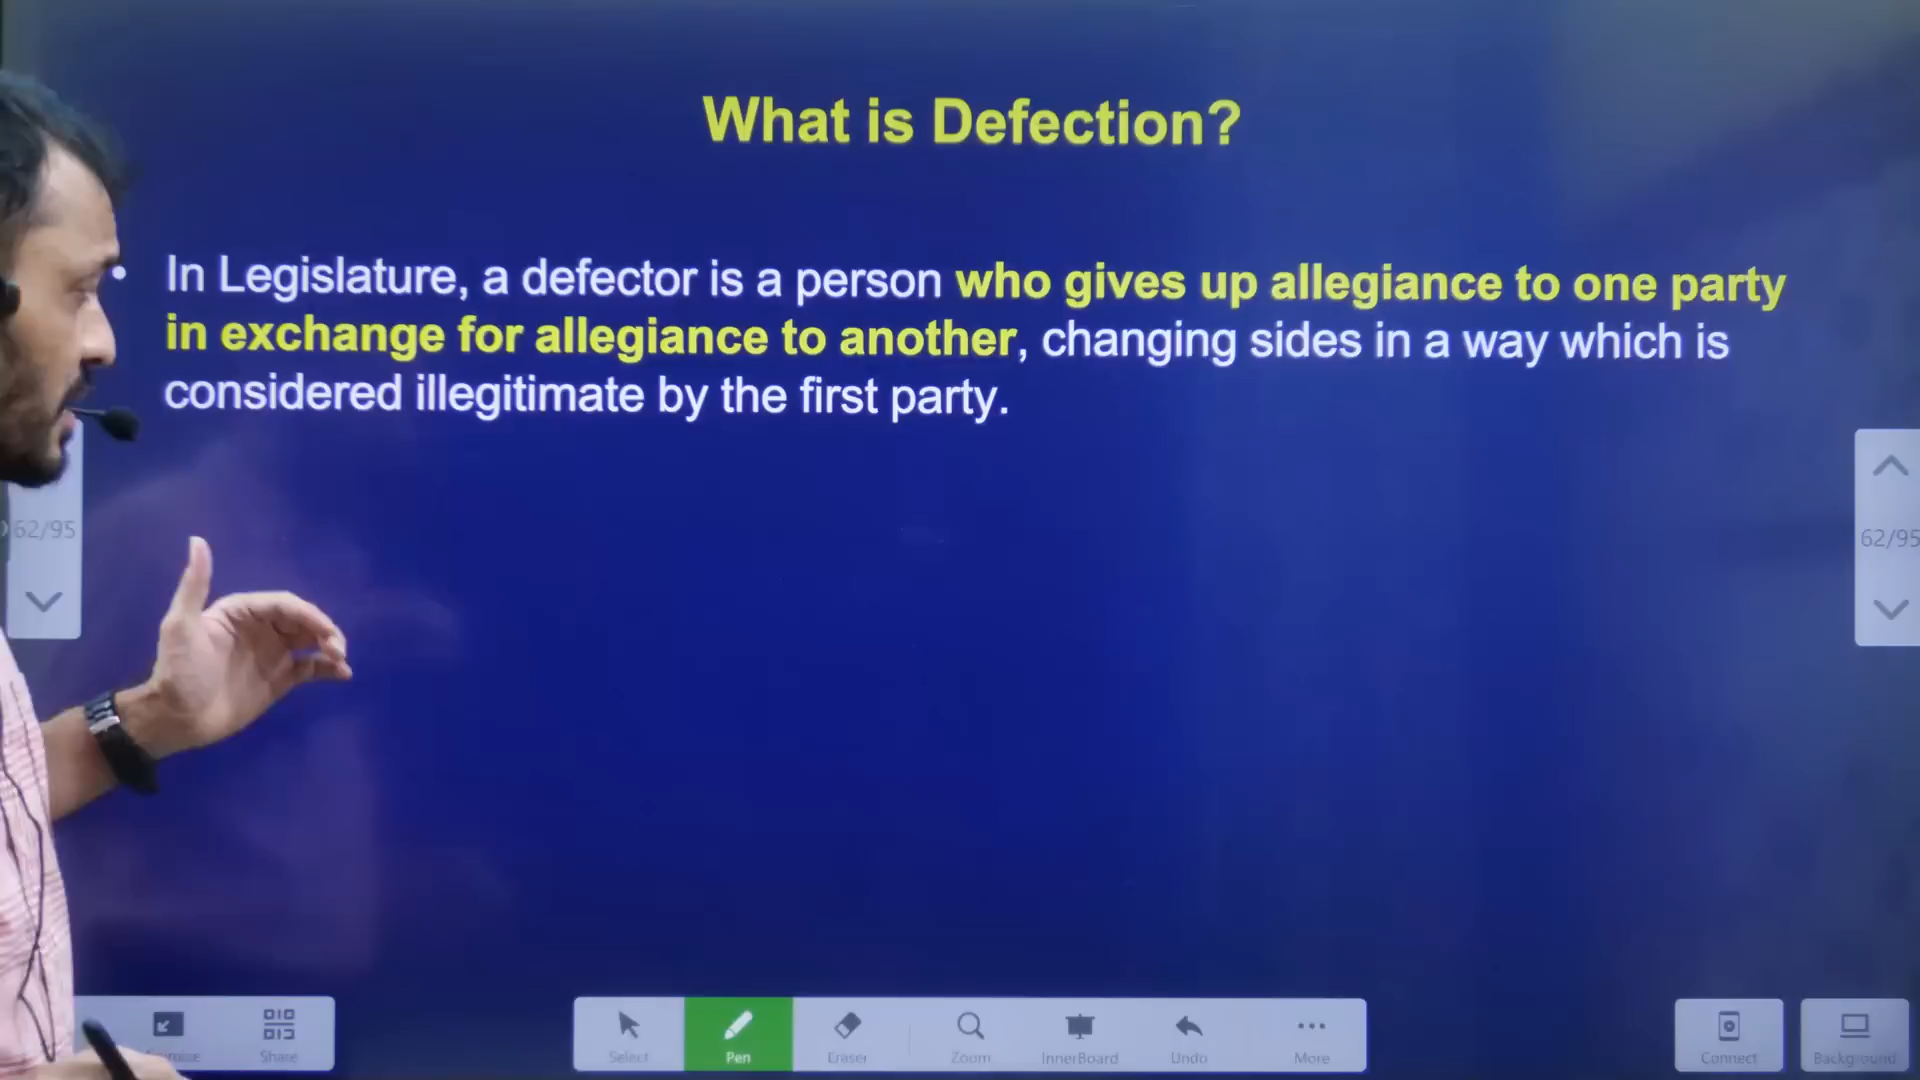 What is Defection?
• In Legislature, a defector is a person who gives up allegiance to one party
in exchange for allegiance to another, changing sides in a way which is
considered illegitimate by the first party.
62/95
62/95
Share
Select
Pen
Eraser
Zoom
InnerBoard
Undo
More
Connect
Background